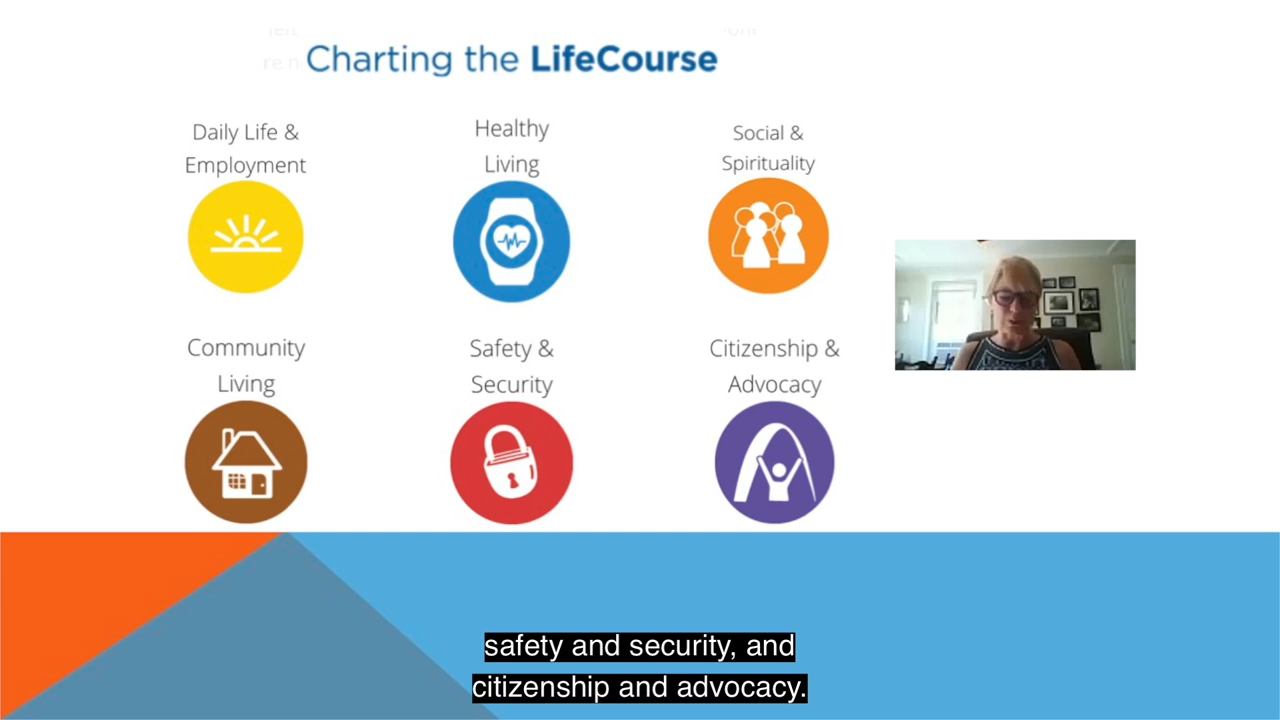 Charting the LifeCourse
Daily Life &
Employment
Healthy
Living
Social &
Spirituality
Community
Living
Safety &
Security
Citizenship &
Advocacy
safety and security, and
citizenship and advocacy.